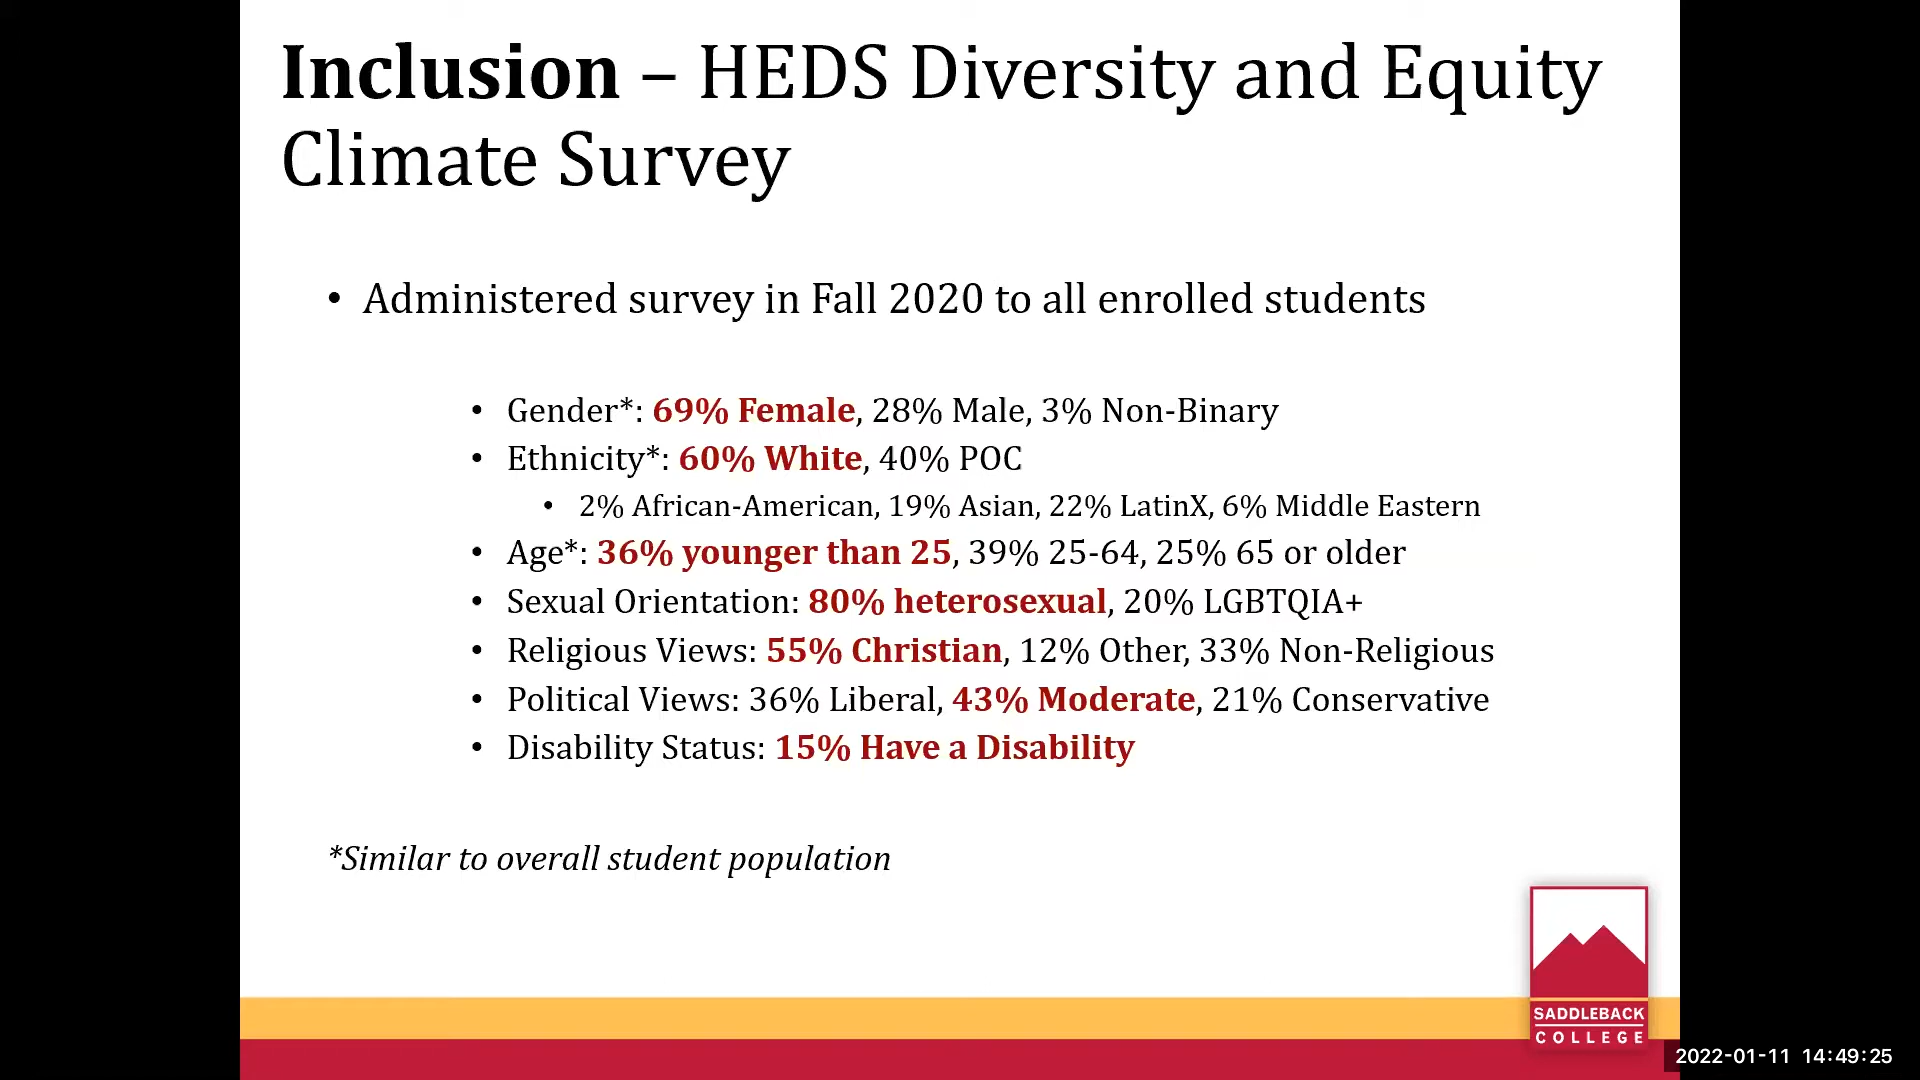 Inclusion – HEDS Diversity and Equity
Climate Survey
• Administered survey in Fall 2020 to all enrolled students
• Gender*: 69% Female, 28% Male, 3% Non-Binary
• Ethnicity*: 60% White, 40% POC
• 2% African-American, 19% Asian, 22% LatinX, 6% Middle Eastern
• Age*: 36% younger than 25, 39% 25-64, 25% 65 or older
• Sexual Orientation: 80% heterosexual, 20% LGBTQIA+
• Religious Views: 55% Christian, 12% Other, 33% Non-Religious
• Political Views: 36% Liberal, 43% Moderate, 21% Conservative
• Disability Status: 15% Have a Disability
*Similar to overall student population
SADDLEBACK
COLLEGE
2022-01-11 14:49:25